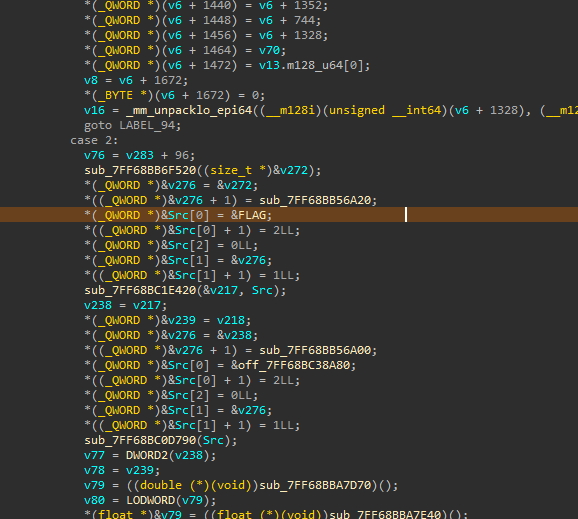 *(_QWORD *)(v6 + 1440) = v6 + 1352;
*(_QWORD *)(v6 + 1448) = v6 + 744;
*(_QWORD *)(v6 + 1456) = v6 + 1328;
*(_QWORD *)(v6 + 1464) = v70;
*(_QWORD *)(v6 + 1472) = v13.m128_u64[0];
v8 = v6 + 1672;
*(_BYTE *)(v6 + 1672) = 0;
v16 = _mm_unpacklo_epi64((__m128i)(unsigned __int64)(v6 + 1328), (__m12
goto LABEL_94;
case 2:
v76 = v283 + 96;
sub_7FF68BB6F520((size_t *)&v272);
*(_QWORD *)&v276 = &v272;
*((_QWORD *)&v276 + 1) = sub_7FF68BB56A20;
*(_QWORD *)&Src[0] = &FLAG;
*((_QWORD *)&Src[0] + 1) = 2LL;
*(_QWORD *)&Src[2] = 0LL;
*(_QWORD *)&Src[1] = &v276;
*((_QWORD *)&Src[1] + 1) = 1LL;
sub_7FF68BC1E420(&v217, Src);
v238 = v217;
*(_QWORD *)&v239 = v218;
*(_QWORD *)&v276 = &v238;
*((_QWORD *)&v276 + 1) = sub_7FF68BB56A00;
*(_QWORD *)&Src[0] = &off_7FF68BC38A80;
*((_QWORD *)&Src[0] + 1) = 2LL;
*(_QWORD *)&Src[2] = 0LL;
*(_QWORD *)&Src[1] = &v276;
*((_QWORD *)&Src[1] + 1) = 1LL;
sub_7FF68BC0D790(Src);
v77 = DWORD2(v238);
v78 = v239;
v79 = ((double (*)(void))sub_7FF68BBA7D70)();
v80 = LODWORD(v79);
*(float *)&v79 = ((float (*)(void))sub_7FF68BBA7E40)();